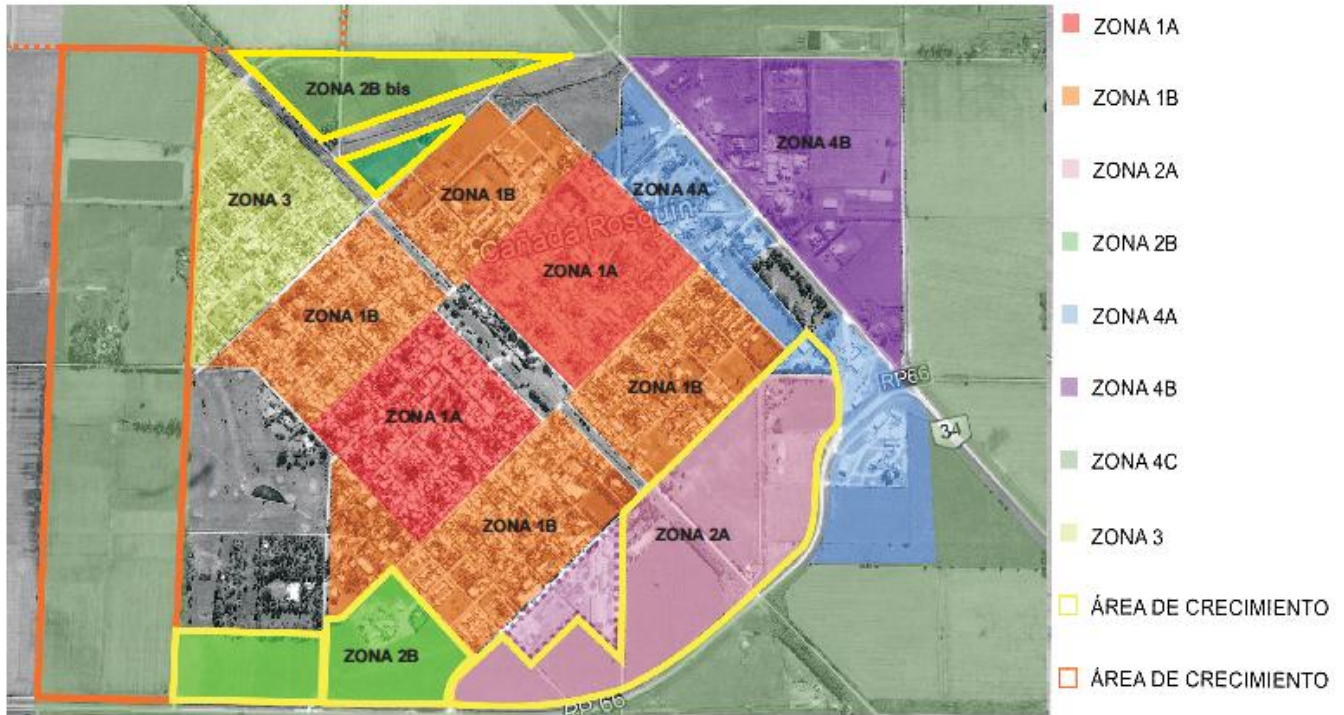 ZONA 2B bis
ZONA 4B
ZONA 3
ZONA 1B
ZONA 4A
Cañada Rosquín
ZONA 1A
ZONA 1B
ZONA 1B
RP66
ZONA 1A
34
ZONA 1B
ZONA 2A
ZONA 2B
RP 66
ZONA 1A
ZONA 1B
ZONA 2A
ZONA 2B
ZONA 4A
ZONA 4B
ZONA 4C
ZONA 3
ÁREA DE CRECIMIENTO
ÁREA DE CRECIMIENTO